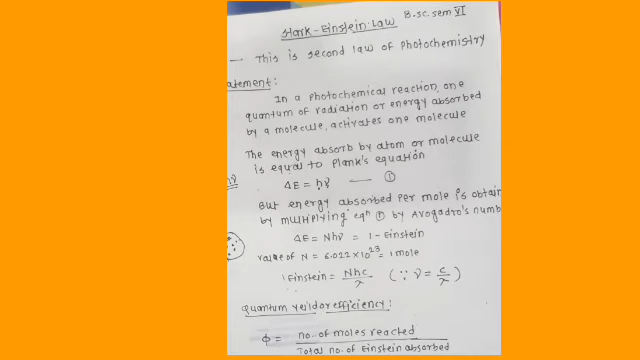 Stark-Einstein Law B.sc. sem VI
— This is second law of Photochemistry
atement:
In a Photochemical reaction, one
quantum of radiation or energy absorbed
by a molecule, activates one molecule
The energy absorb by atom or molecule
is equal to Plank's equation
hν
ΔE = hν — ①
But energy absorbed per mole is obtain
by multiplying eqn ① by Avogadro's numb
ΔE = Nhν = 1-Einstein
value of N = 6.022×10^23 = 1 mole
1 Einstein = Nhc/λ (∵ ν = c/λ)
Quantum yeild or efficiency:
ϕ = no. of moles reacted
Total no. of Einstein absorbed